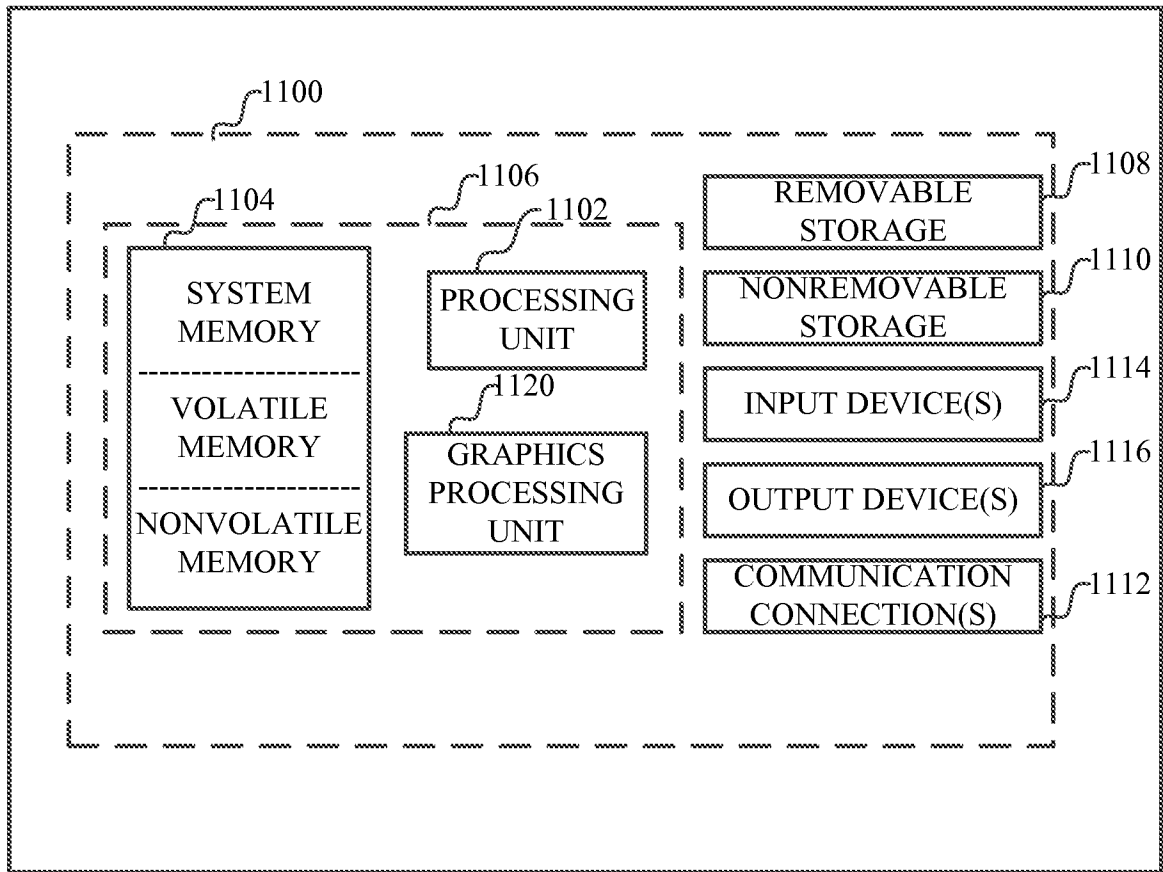 1100
1106
1104
1102
1108
SYSTEM
MEMORY
VOLATILE
MEMORY
NONVOLATILE
MEMORY
PROCESSING
UNIT
1120
GRAPHICS
PROCESSING
UNIT
REMOVABLE
STORAGE
1110
NONREMOVABLE
STORAGE
1114
INPUT DEVICE(S)
1116
OUTPUT DEVICE(S)
COMMUNICATION
CONNECTION(S)
1112